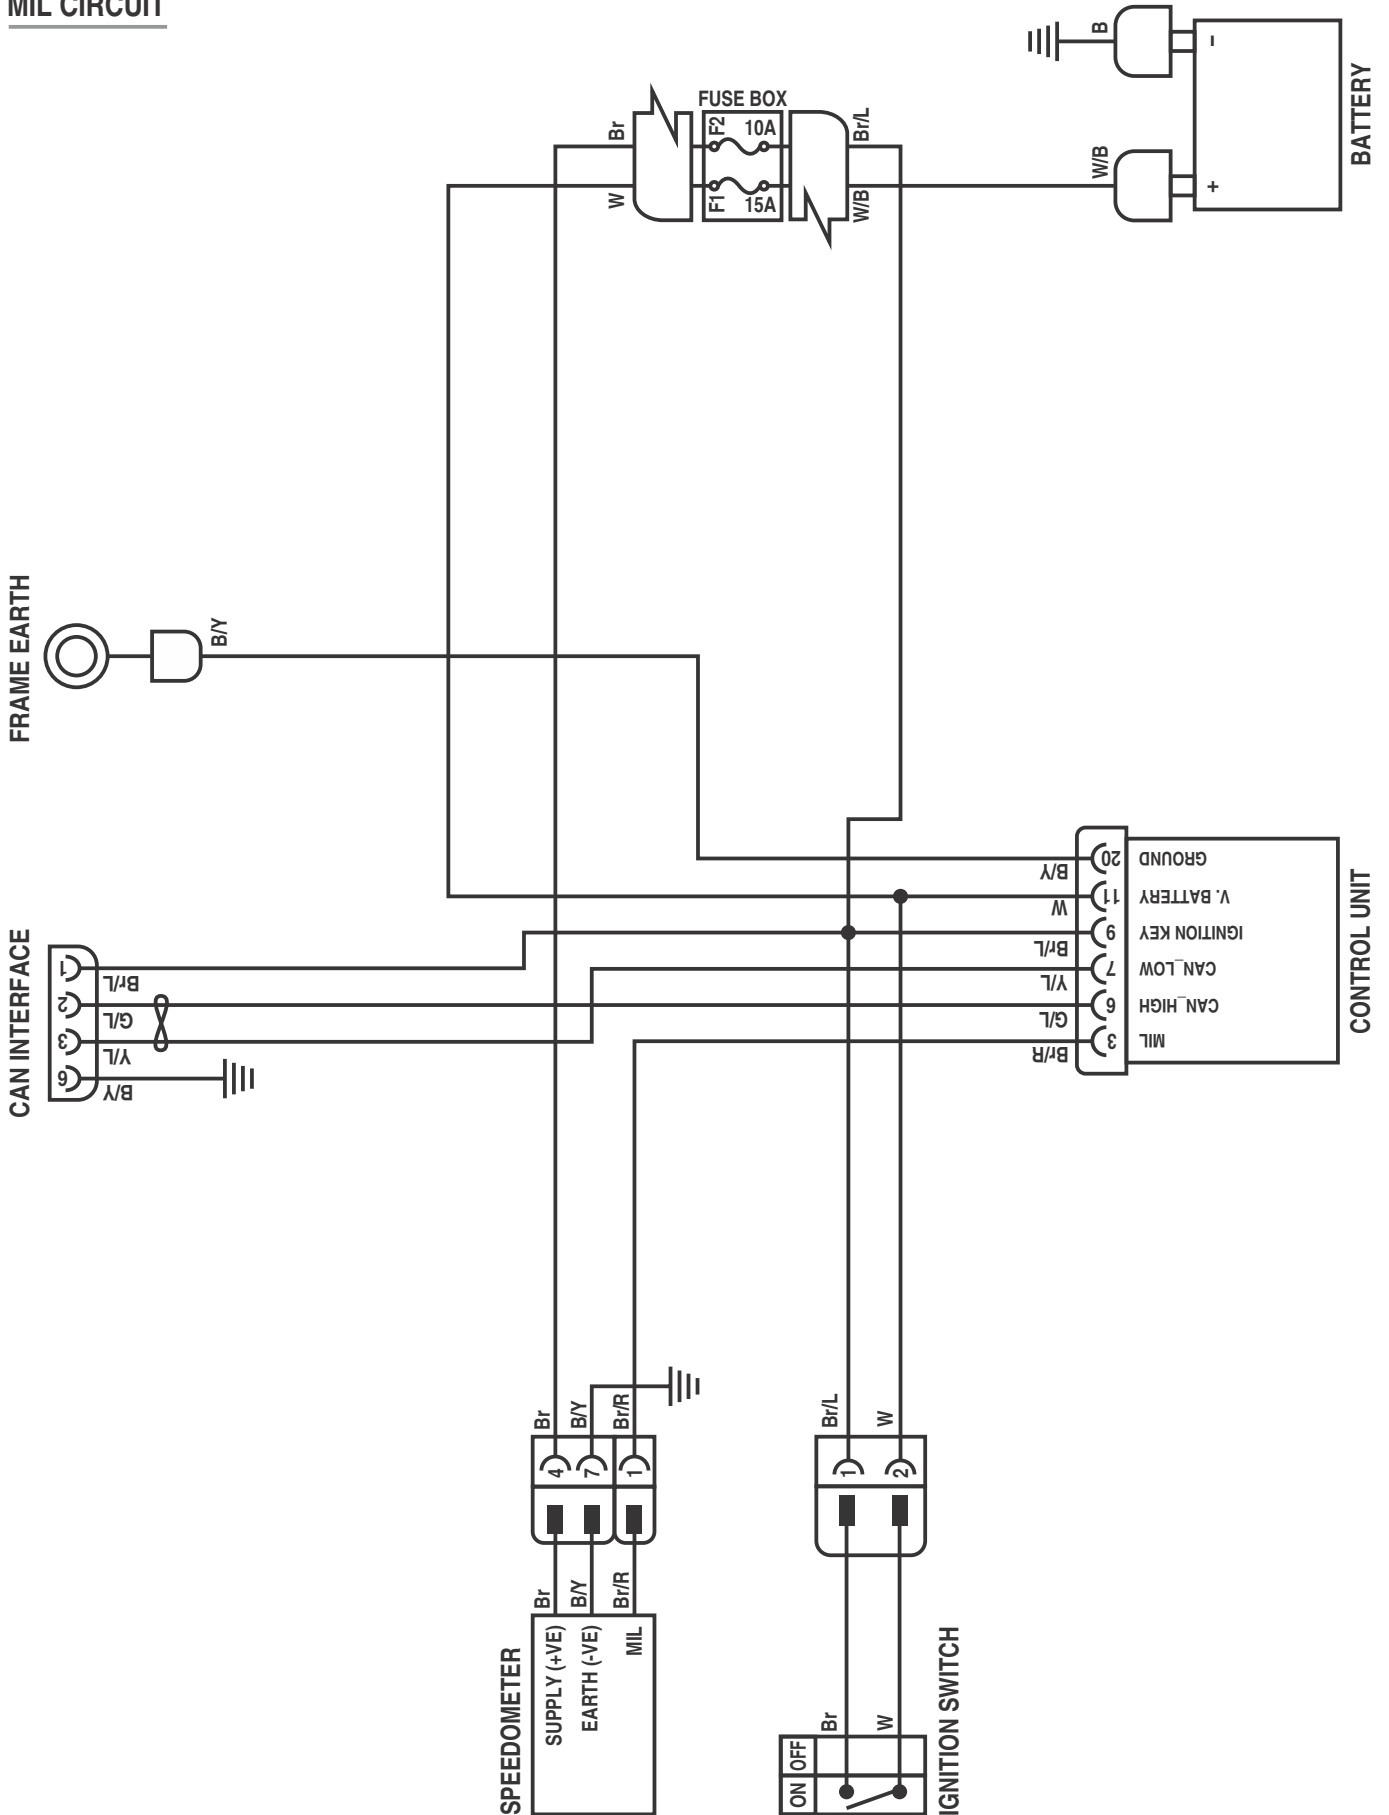 MIL CIRCUIT
B
-
W/B
+
BATTERY
FUSE BOX
Br
F2
10A
Br/L
W
F1
15A
W/B
FRAME EARTH
B/Y
CAN INTERFACE
1
Br/L
2
G/L
3
Y/L
6
B/Y
B/Y
20
GROUND
W
11
V. BATTERY
Br/L
9
IGNITION KEY
Y/L
7
CAN_LOW
G/L
6
CAN_HIGH
Br/R
3
MIL
CONTROL UNIT
Br
B/Y
Br/R
4
7
1
Br
B/Y
Br/R
SUPPLY (+VE)
EARTH (-VE)
MIL
SPEEDOMETER
Br/L
W
1
2
Br
W
OFF
ON
IGNITION SWITCH